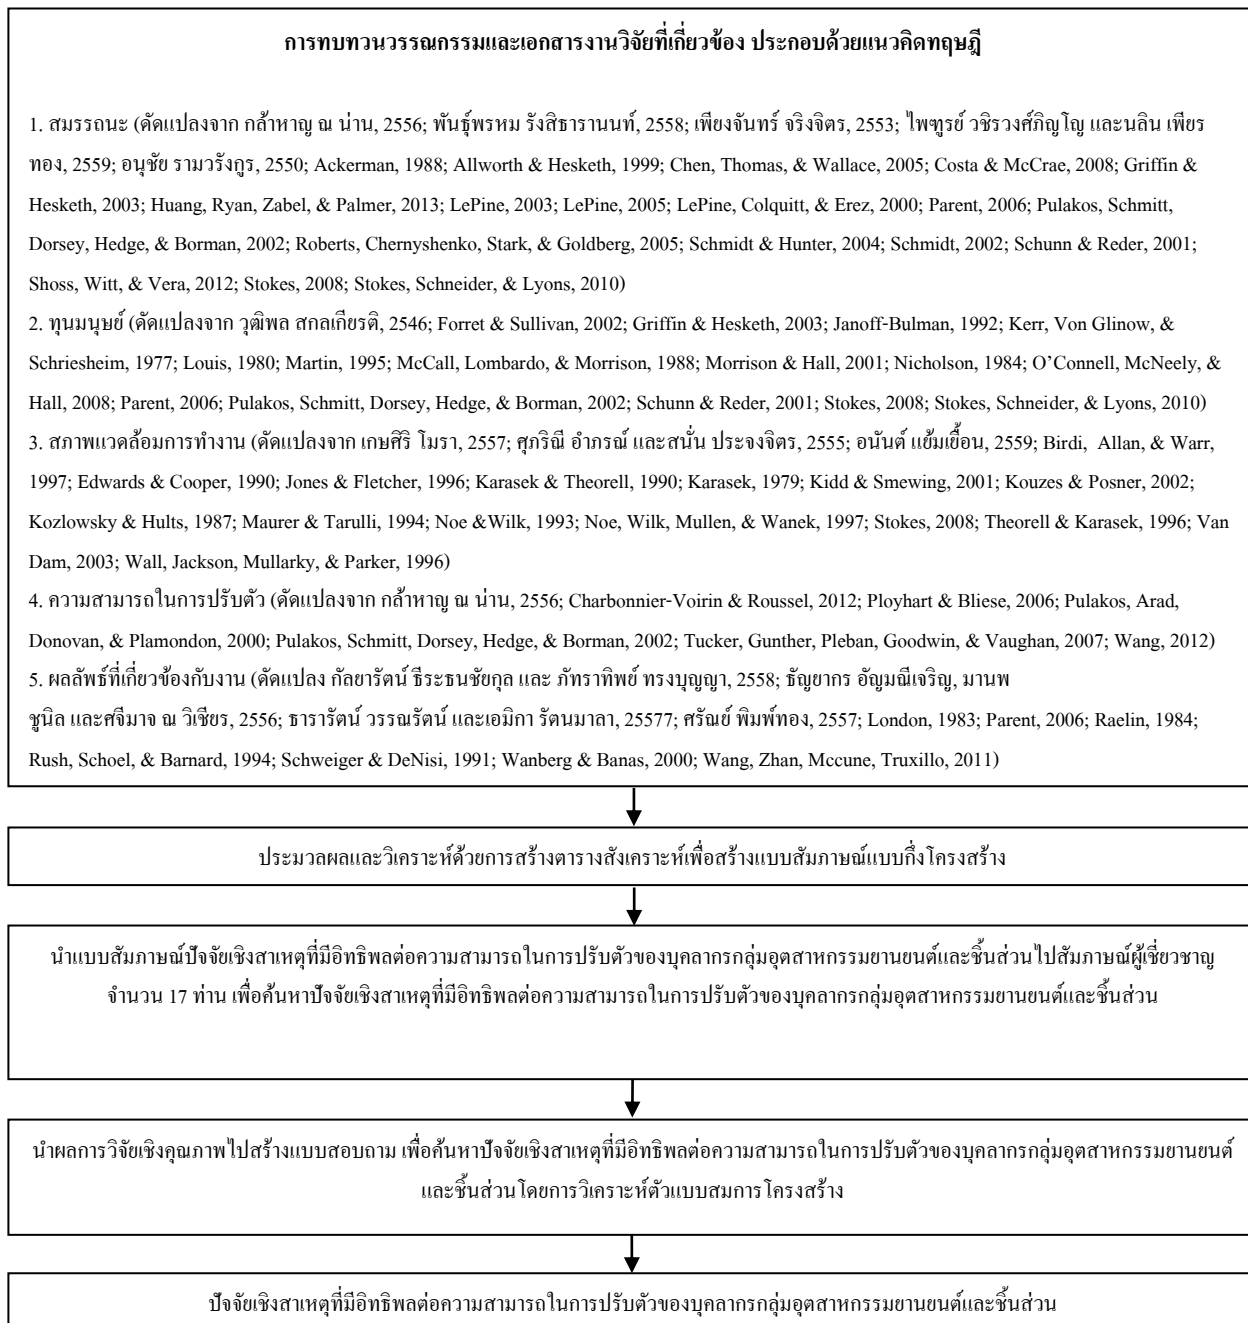 การทบทวนวรรณกรรมและเอกสารงานวิจัยที่เกี่ยวข้อง ประกอบด้วยแนวคิดทฤษฎี
1. สมรรถนะ (ดัดแปลงจาก กล้าหาญ ณ น่าน, 2556; พันธุ์พรหม รังสิธารานนท์, 2558; เพียงจันทร์ จริงจิตร, 2553; ไพฑูรย์ วชิรวงศ์ภิญโญ และนลิน เพียร
ทอง, 2559; อนุชัย รามวรังกูร, 2550; Ackerman, 1988; Allworth & Hesketh, 1999; Chen, Thomas, & Wallace, 2005; Costa & McCrae, 2008; Griffin &
Hesketh, 2003; Huang, Ryan, Zabel, & Palmer, 2013; LePine, 2003; LePine, 2005; LePine, Colquitt, & Erez, 2000; Parent, 2006; Pulakos, Schmitt,
Dorsey, Hedge, & Borman, 2002; Roberts, Chernyshenko, Stark, & Goldberg, 2005; Schmidt & Hunter, 2004; Schmidt, 2002; Schunn & Reder, 2001;
Shoss, Witt, & Vera, 2012; Stokes, 2008; Stokes, Schneider, & Lyons, 2010)
2. ทุนมนุษย์ (ดัดแปลงจาก วุฒิพล สกลเกียรติ, 2546; Forret & Sullivan, 2002; Griffin & Hesketh, 2003; Janoff-Bulman, 1992; Kerr, Von Glinow, &
Schriesheim, 1977; Louis, 1980; Martin, 1995; McCall, Lombardo, & Morrison, 1988; Morrison & Hall, 2001; Nicholson, 1984; O’Connell, McNeely, &
Hall, 2008; Parent, 2006; Pulakos, Schmitt, Dorsey, Hedge, & Borman, 2002; Schunn & Reder, 2001; Stokes, 2008; Stokes, Schneider, & Lyons, 2010)
3. สภาพแวดล้อมการทำงาน (ดัดแปลงจาก เกษศิริ โมรา, 2557; ศุภริณี อำภรณ์ และสนั่น ประจงจิตร, 2555; อนันต์ แย้มเยื้อน, 2559; Birdi, Allan, & Warr,
1997; Edwards & Cooper, 1990; Jones & Fletcher, 1996; Karasek & Theorell, 1990; Karasek, 1979; Kidd & Smewing, 2001; Kouzes & Posner, 2002;
Kozlowsky & Hults, 1987; Maurer & Tarulli, 1994; Noe &Wilk, 1993; Noe, Wilk, Mullen, & Wanek, 1997; Stokes, 2008; Theorell & Karasek, 1996; Van
Dam, 2003; Wall, Jackson, Mullarky, & Parker, 1996)
4. ความสามารถในการปรับตัว (ดัดแปลงจาก กล้าหาญ ณ น่าน, 2556; Charbonnier-Voirin & Roussel, 2012; Ployhart & Bliese, 2006; Pulakos, Arad,
Donovan, & Plamondon, 2000; Pulakos, Schmitt, Dorsey, Hedge, & Borman, 2002; Tucker, Gunther, Pleban, Goodwin, & Vaughan, 2007; Wang, 2012)
5. ผลลัพธ์ที่เกี่ยวข้องกับงาน (ดัดแปลง กัลยารัตน์ ธีระธนชัยกุล และ ภัทราทิพย์ ทรงบุญญา, 2558; ธัญยากร อัญมณีเจริญ, มานพ
ชูนิล และศจีมาจ ณ วิเชียร, 2556; ธารารัตน์ วรรณรัตน์ และเอมิกา รัตนมาลา, 25577; ศรัณย์ พิมพ์ทอง, 2557; London, 1983; Parent, 2006; Raelin, 1984;
Rush, Schoel, & Barnard, 1994; Schweiger & DeNisi, 1991; Wanberg & Banas, 2000; Wang, Zhan, Mccune, Truxillo, 2011)
ประมวลผลและวิเคราะห์ด้วยการสร้างตารางสังเคราะห์เพื่อสร้างแบบสัมภาษณ์แบบกึ่งโครงสร้าง
นำแบบสัมภาษณ์ปัจจัยเชิงสาเหตุที่มีอิทธิพลต่อความสามารถในการปรับตัวของบุคลากรกลุ่มอุตสาหกรรมยานยนต์และชิ้นส่วนไปสัมภาษณ์ผู้เชี่ยวชาญ
จำนวน 17 ท่าน เพื่อค้นหาปัจจัยเชิงสาเหตุที่มีอิทธิพลต่อความสามารถในการปรับตัวของบุคลากรกลุ่มอุตสาหกรรมยานยนต์และชิ้นส่วน
นำผลการวิจัยเชิงคุณภาพไปสร้างแบบสอบถาม เพื่อค้นหาปัจจัยเชิงสาเหตุที่มีอิทธิพลต่อความสามารถในการปรับตัวของบุคลากรกลุ่มอุตสาหกรรมยานยนต์
และชิ้นส่วนโดยการวิเคราะห์ตัวแบบสมการโครงสร้าง
ปัจจัยเชิงสาเหตุที่มีอิทธิพลต่อความสามารถในการปรับตัวของบุคลากรกลุ่มอุตสาหกรรมยานยนต์และชิ้นส่วน